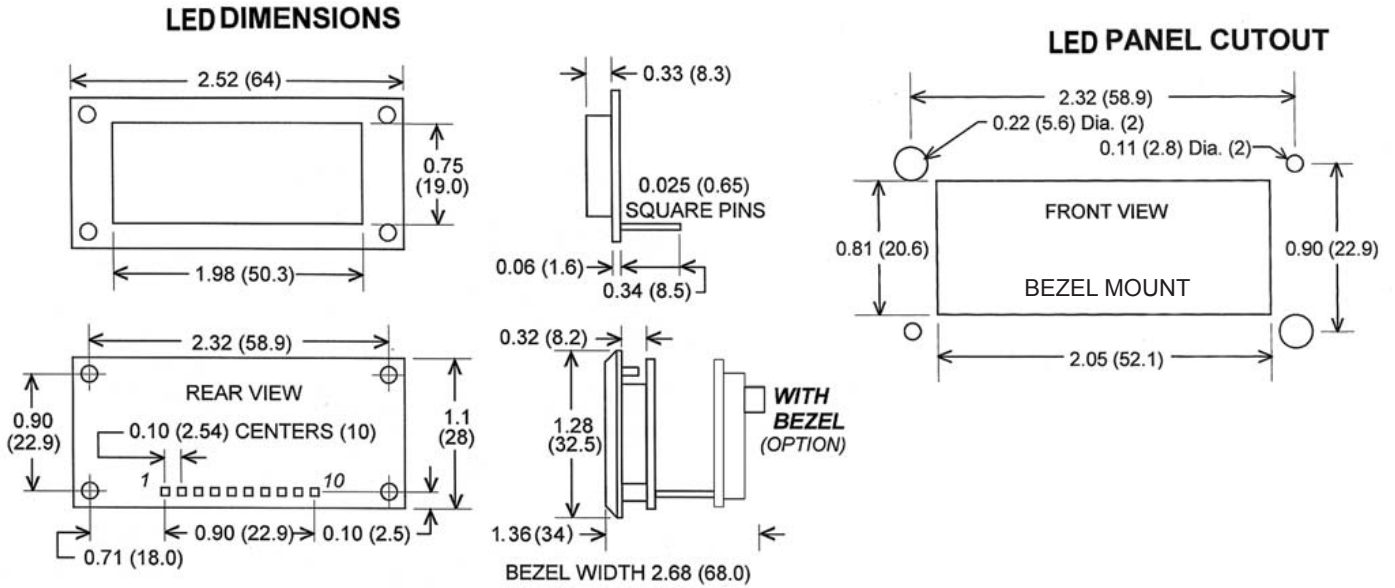 LED DIMENSIONS
2.52 (64)
0.75
(19.0)
1.98 (50.3)
0.33 (8.3)
0.025 (0.65)
SQUARE PINS
0.06 (1.6)
0.34 (8.5)
LED PANEL CUTOUT
2.32 (58.9)
0.22 (5.6) Dia. (2)
0.11 (2.8) Dia. (2)
FRONT VIEW
0.81 (20.6)
0.90 (22.9)
BEZEL MOUNT
2.05 (52.1)
2.32 (58.9)
REAR VIEW
0.90
(22.9)
0.10 (2.54) CENTERS (10)
1.1
(28)
1
10
0.90 (22.9)
0.10 (2.5)
0.71 (18.0)
0.32 (8.2)
1.28
(32.5)
WITH
BEZEL
(OPTION)
1.36 (34)
BEZEL WIDTH 2.68 (68.0)